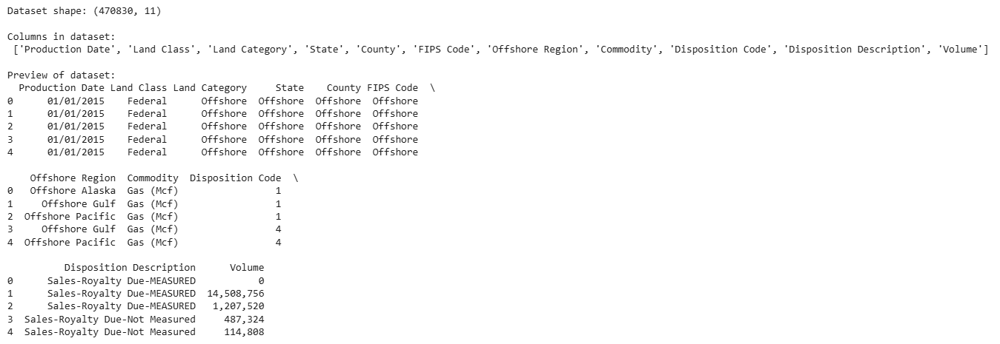 Dataset shape: (470830, 11)
Columns in dataset:
['Production Date', 'Land Class', 'Land Category', 'State', 'County', 'FIPS Code', 'Offshore Region', 'Commodity', 'Disposition Code', 'Disposition Description', 'Volume']
Preview of dataset:
  Production Date Land Class Land Category     State    County FIPS Code  \
0      01/01/2015    Federal      Offshore  Offshore  Offshore  Offshore
1      01/01/2015    Federal      Offshore  Offshore  Offshore  Offshore
2      01/01/2015    Federal      Offshore  Offshore  Offshore  Offshore
3      01/01/2015    Federal      Offshore  Offshore  Offshore  Offshore
4      01/01/2015    Federal      Offshore  Offshore  Offshore  Offshore
    Offshore Region  Commodity  Disposition Code  \
0   Offshore Alaska  Gas (Mcf)                 1
1     Offshore Gulf  Gas (Mcf)                 1
2  Offshore Pacific  Gas (Mcf)                 1
3     Offshore Gulf  Gas (Mcf)                 4
4  Offshore Pacific  Gas (Mcf)                 4
          Disposition Description      Volume
0       Sales-Royalty Due-MEASURED           0
1       Sales-Royalty Due-MEASURED  14,508,756
2       Sales-Royalty Due-MEASURED   1,207,520
3   Sales-Royalty Due-Not Measured     487,324
4   Sales-Royalty Due-Not Measured     114,808